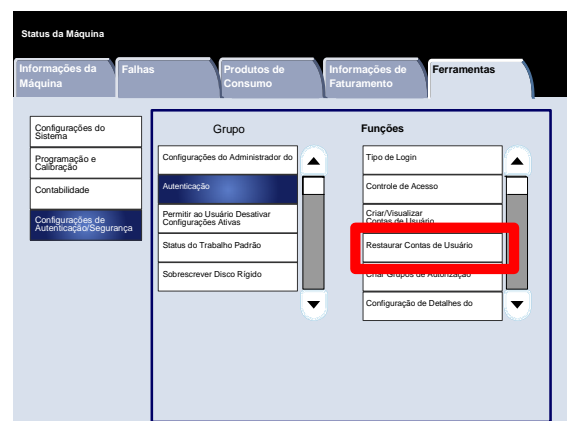 Status da Máquina
Informações da
Máquina
Falhas
Produtos de
Consumo
Informações de
Faturamento
Ferramentas
Configurações do
Sistema
Programação e
Calibração
Contabilidade
Configurações de
Autenticação/Segurança
Grupo
Configurações do Administrador do
Autenticação
Permitir ao Usuário Desativar
Configurações Ativas
Status do Trabalho Padrão
Sobrescrever Disco Rígido
Funções
Tipo de Login
Controle de Acesso
Criar/Visualizar
Contas de Usuário
Restaurar Contas de Usuário
Criar Grupos de Autorização
Configuração de Detalhes do